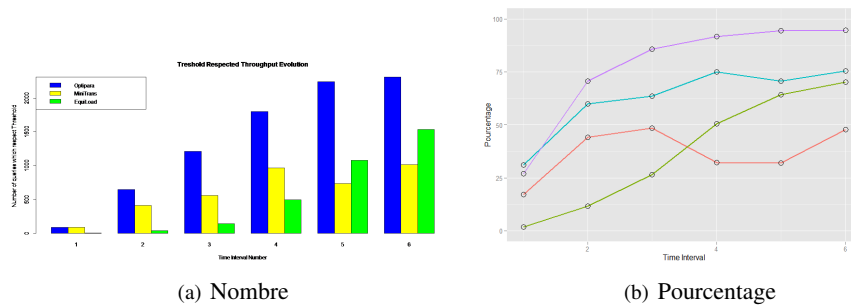 Treshold Respected Throughput Evolution
Optipara
MiniTrans
EquiLoad
Number of queries which respect Threshold
2000
1500
1000
500
0
1 2 3 4 5 6
Time Interval Number
(a) Nombre
100
75
50
25
0
Pourcentage
2 4 6
Time Interval
(b) Pourcentage